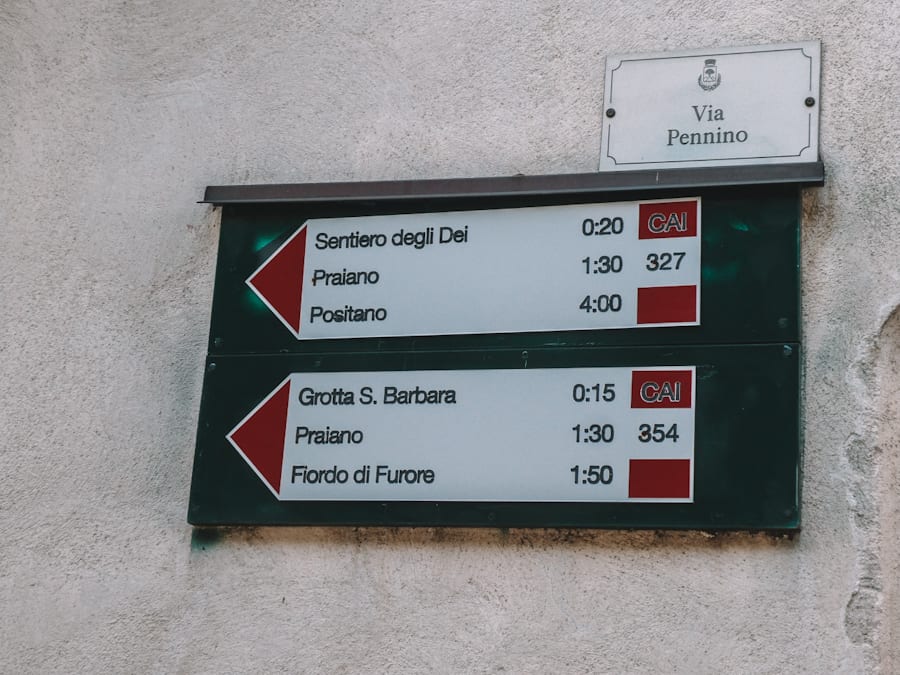 Via
Pennino
Sentiero degli Dei 0:20 CAI
Praiano 1:30 327
Positano 4:00
Grotta S. Barbara 0:15 CAI
Praiano 1:30 354
Fiordo di Furore 1:50